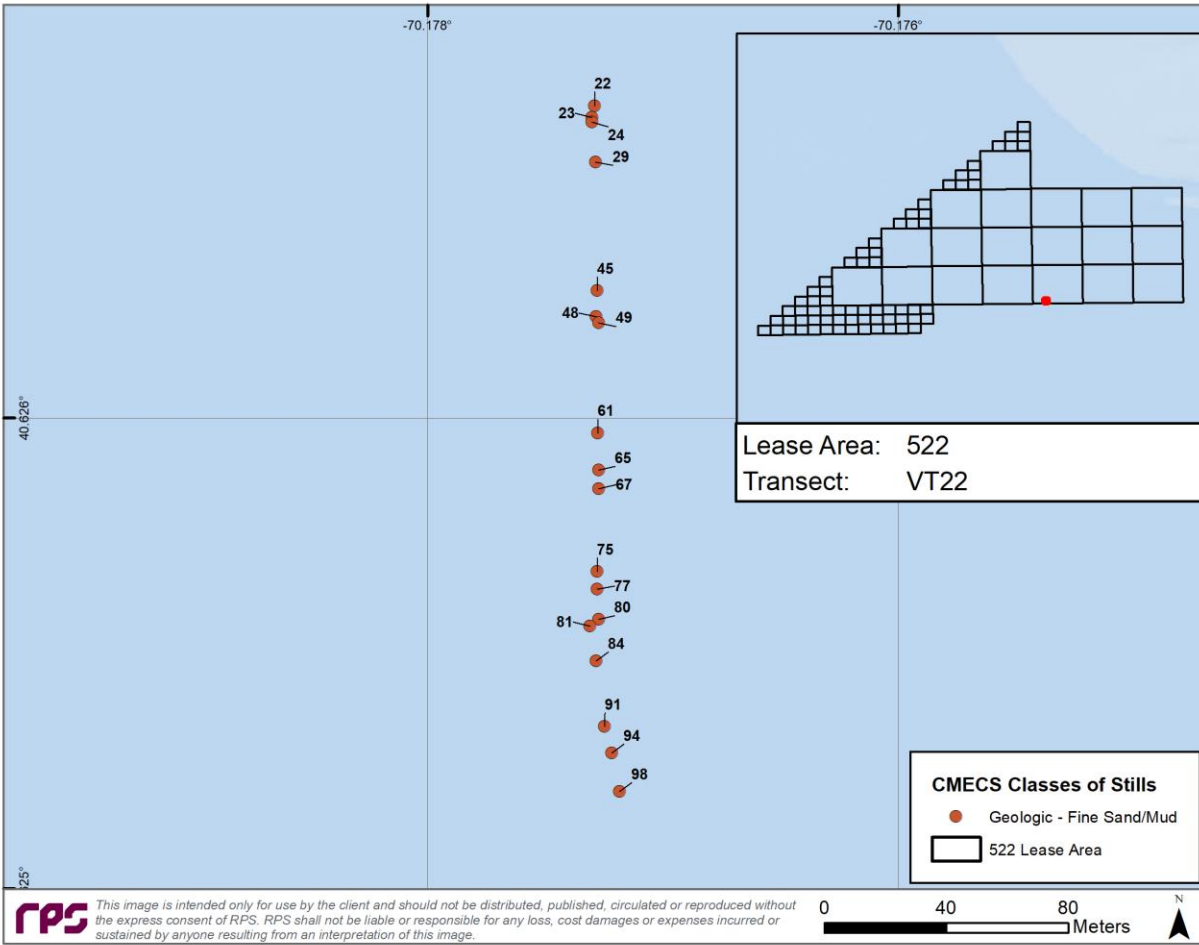 -70.178°
-70.176°
22
23
24
29
45
48
49
40.626°
61
65
67
Lease Area: 522
Transect: VT22
75
77
80
81
84
91
94
98
CMECS Classes of Stills
Geologic - Fine Sand/Mud
522 Lease Area
rps
This image is intended only for use by the client and should not be distributed, published, circulated or reproduced without
the express consent of RPS. RPS shall not be liable or responsible for any loss, cost damages or expenses incurred or
sustained by anyone resulting from an interpretation of this image.
0 40 80
Meters
N